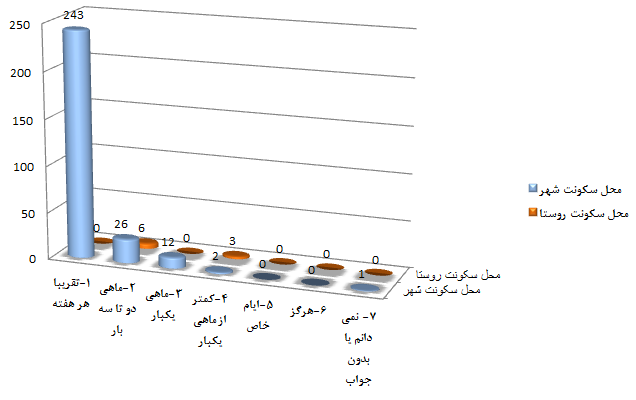 250
200
150
100
50
0
243
26
12
2
0
0
1
0
6
0
3
0
0
0
۱-تقریبا
هر هفته
۲-ماهی
دو تا سه
بار
۳-ماهی
یکبار
۴-کمتر
ازماهی
یکبار
۵-ایام
خاص
۶-هرگز
۷- نمی
دانم یا
بدون
جواب
محل سکونت روستا
محل سکونت شهر
محل سکونت شهر
محل سکونت روستا